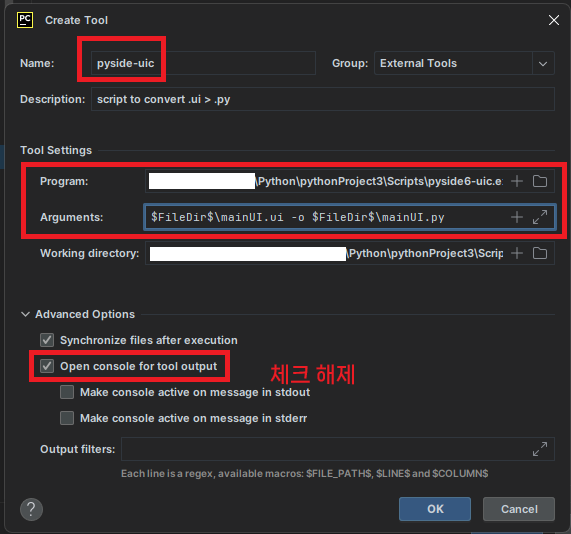 PC Create Tool
Name: pyside-uic Group: External Tools
Description: script to convert .ui > .py
Tool Settings
Program: \Python\pythonProject3\Scripts\pyside6-uic.e
Arguments: $FileDir$\mainUI.ui -o $FileDir$\mainUI.py
Working directory: \Python\pythonProject3\Scrip
Advanced Options
Synchronize files after execution
Open console for tool output 체크 해제
Make console active on message in stdout
Make console active on message in stderr
Output filters:
Each line is a regex, available macros: $FILE_PATH$, $LINE$ and $COLUMN$
? OK Cancel